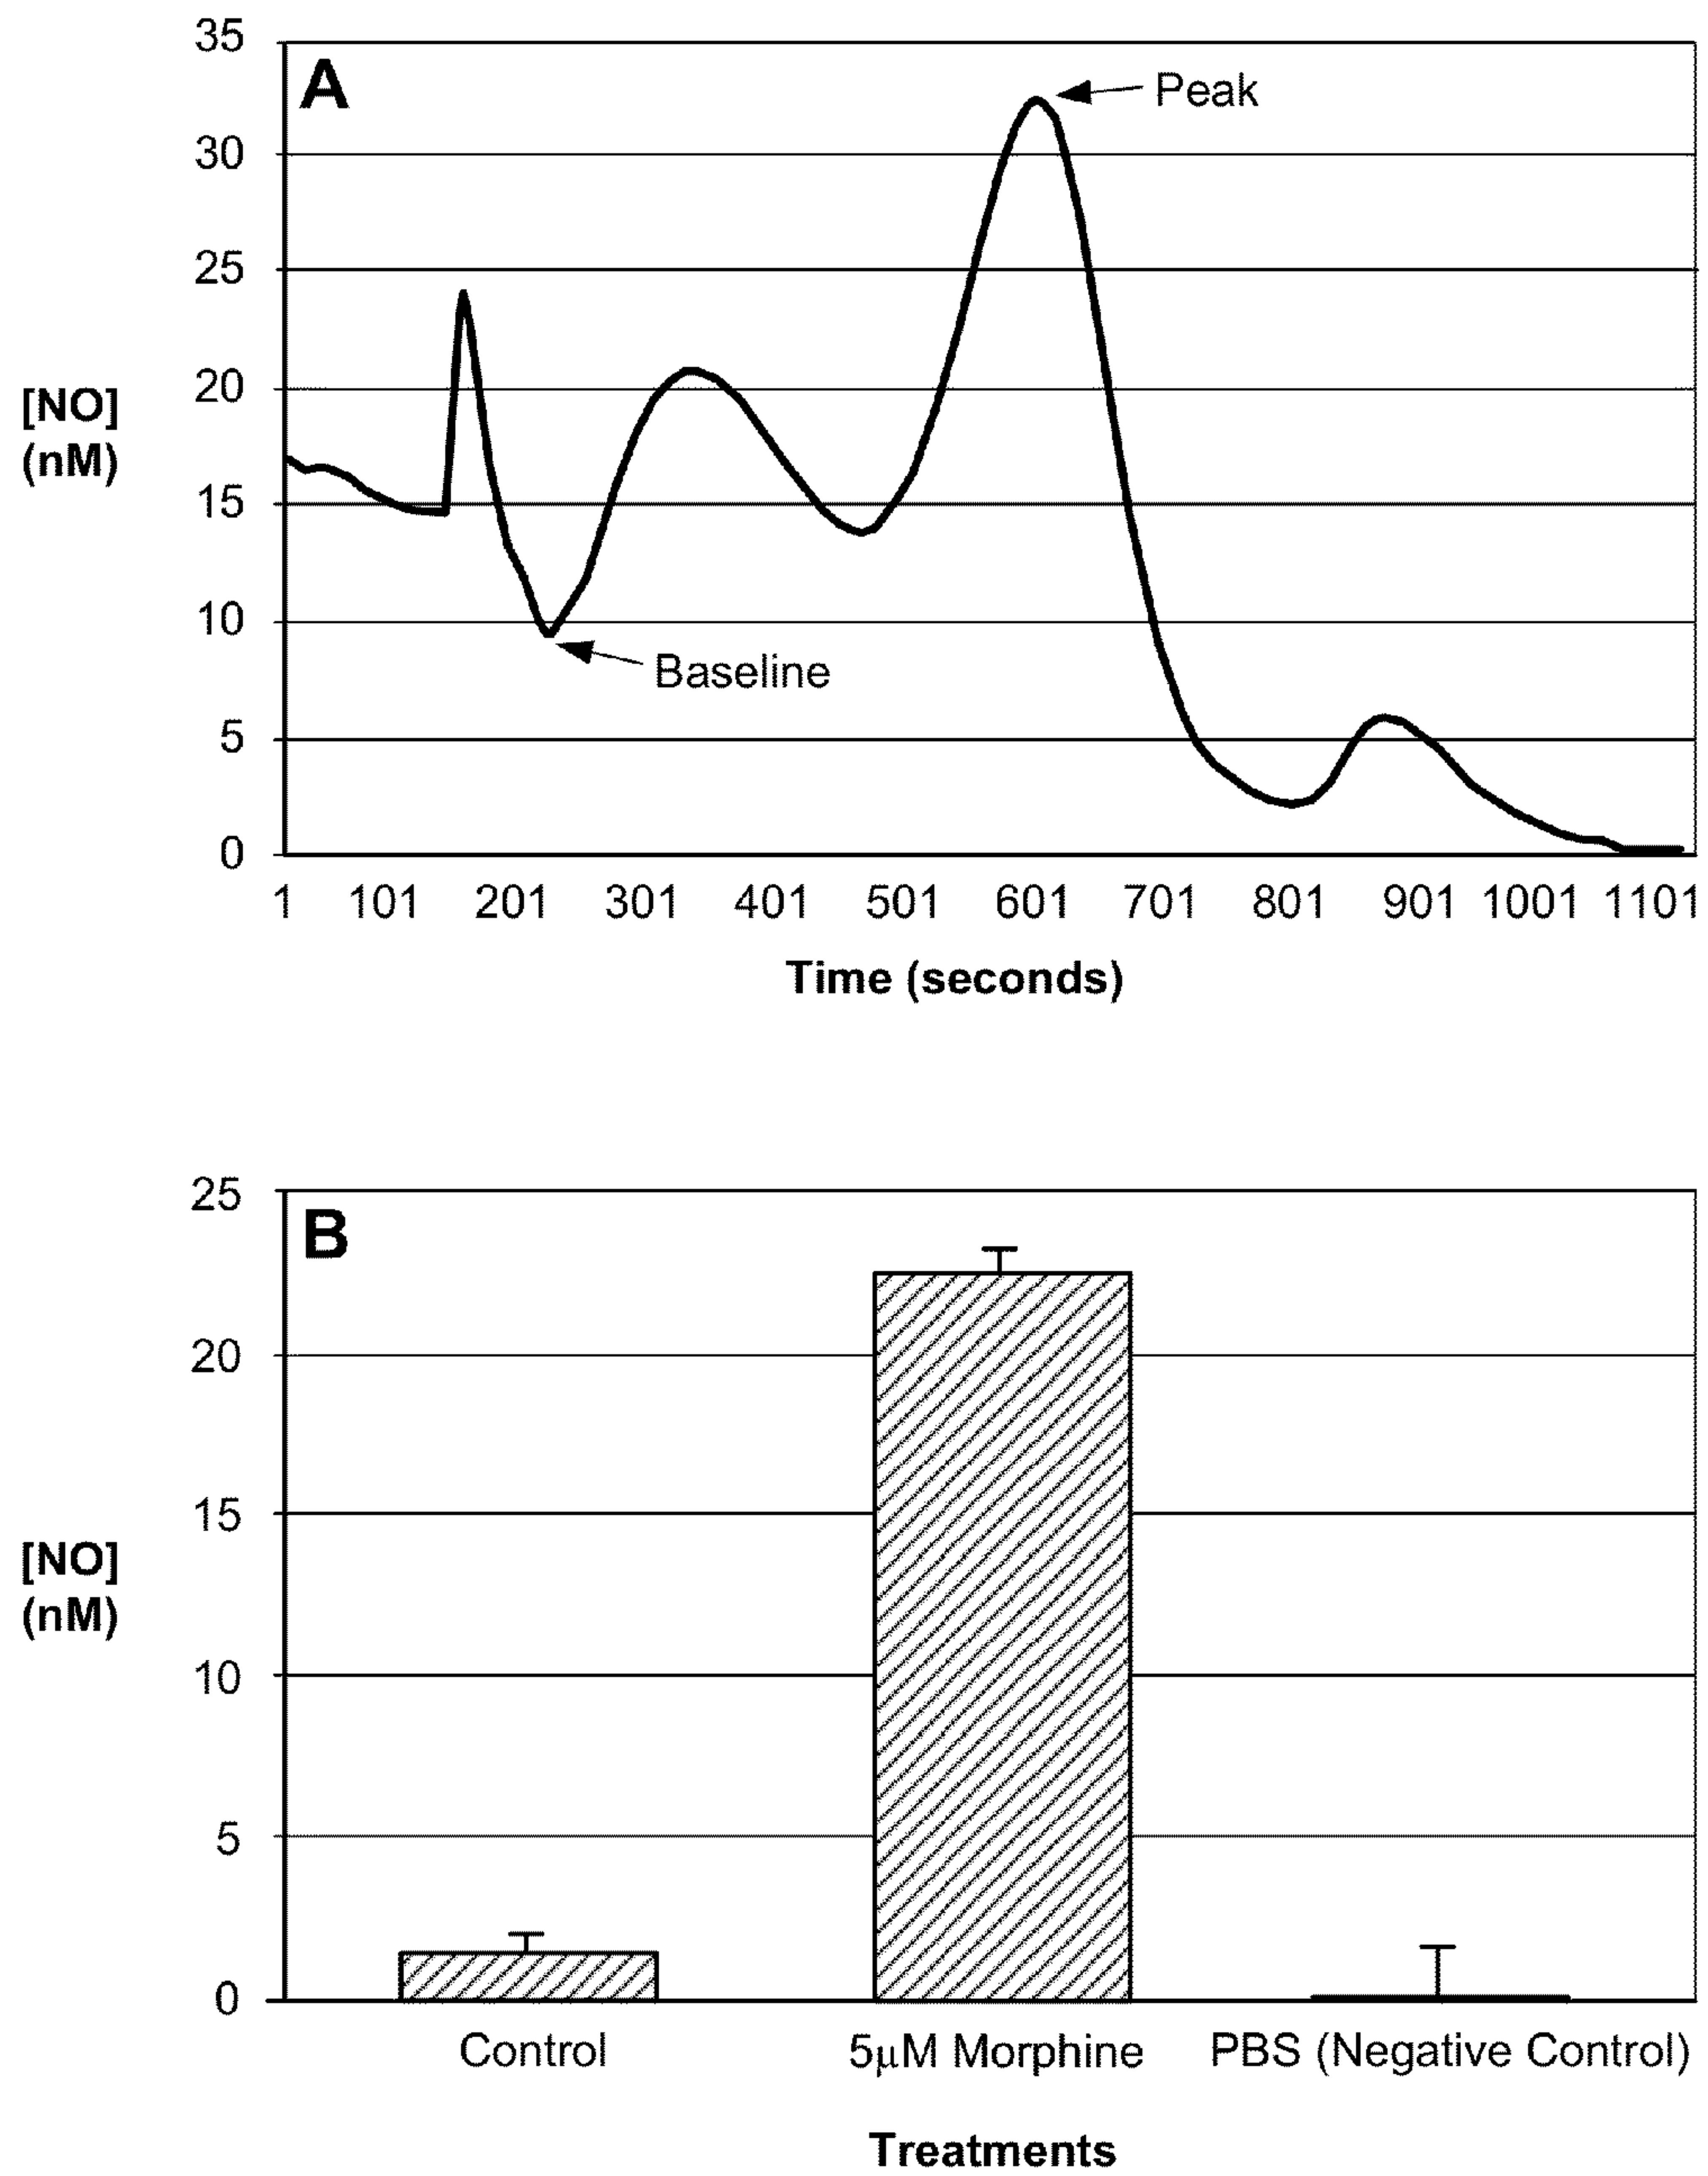 35
A
Peak
30
25
20
[NO]
(nM)
15
10
Baseline
5
0
1 101 201 301 401 501 601 701 801 901 1001 1101
Time (seconds)
25
B
20
15
[NO]
(nM)
10
5
0
Control 5μM Morphine PBS (Negative Control)
Treatments